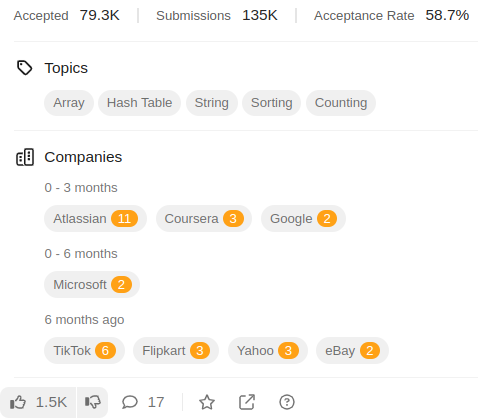 Accepted 79.3K Submissions 135K Acceptance Rate 58.7%
Topics
Array Hash Table String Sorting Counting
Companies
0 - 3 months
Atlassian 11 Coursera 3 Google 2
0 - 6 months
Microsoft 2
6 months ago
TikTok 6 Flipkart 3 Yahoo 3 eBay 2
1.5K 17